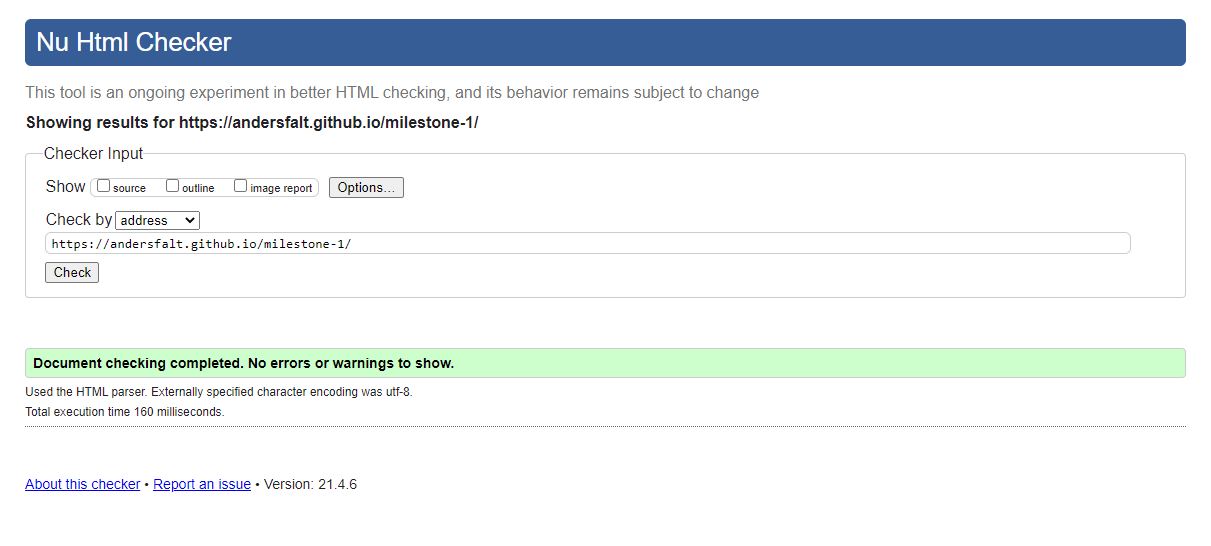 Nu Html Checker
This tool is an ongoing experiment in better HTML checking, and its behavior remains subject to change
Showing results for https://andersfalt.github.io/milestone-1/
Checker Input
Show source outline image report Options...
Check by address
https://andersfalt.github.io/milestone-1/
Check
Document checking completed. No errors or warnings to show.
Used the HTML parser. Externally specified character encoding was utf-8.
Total execution time 160 milliseconds.
About this checker • Report an issue • Version: 21.4.6